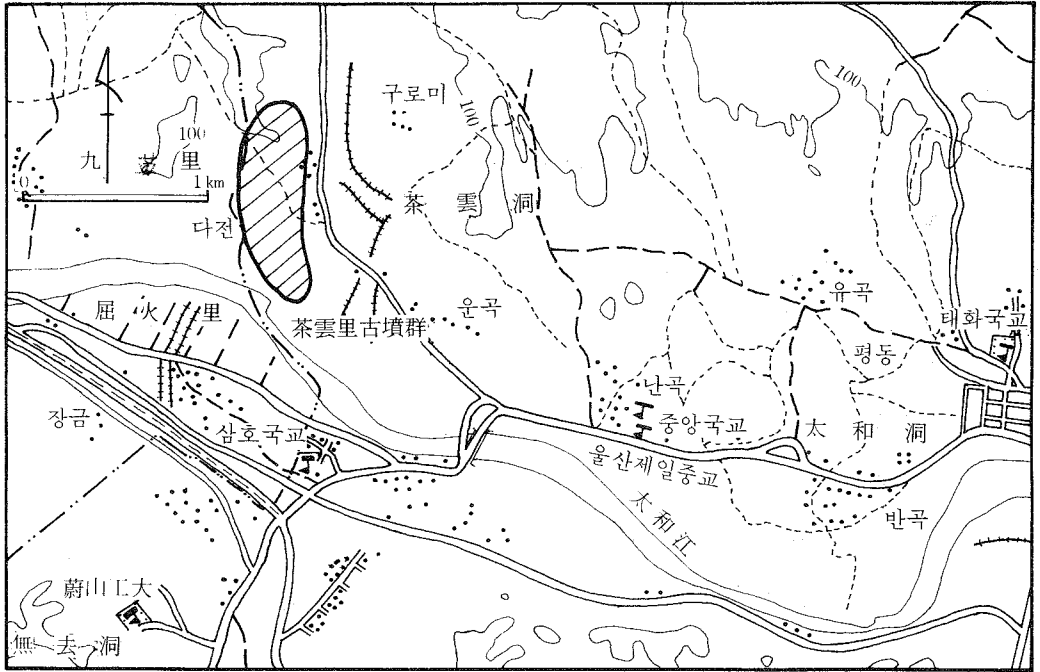 구로미
100
100
100
九 芝 里
0 1 km
茶 雲 洞
다전
屈 火 里
운곡
유곡
태화국교
茶雲里古墳群
평동
난곡
장금
삼호국교
중앙국교
太 和 洞
울산제일중교
太和江
반곡
蔚山工大
無 去 洞